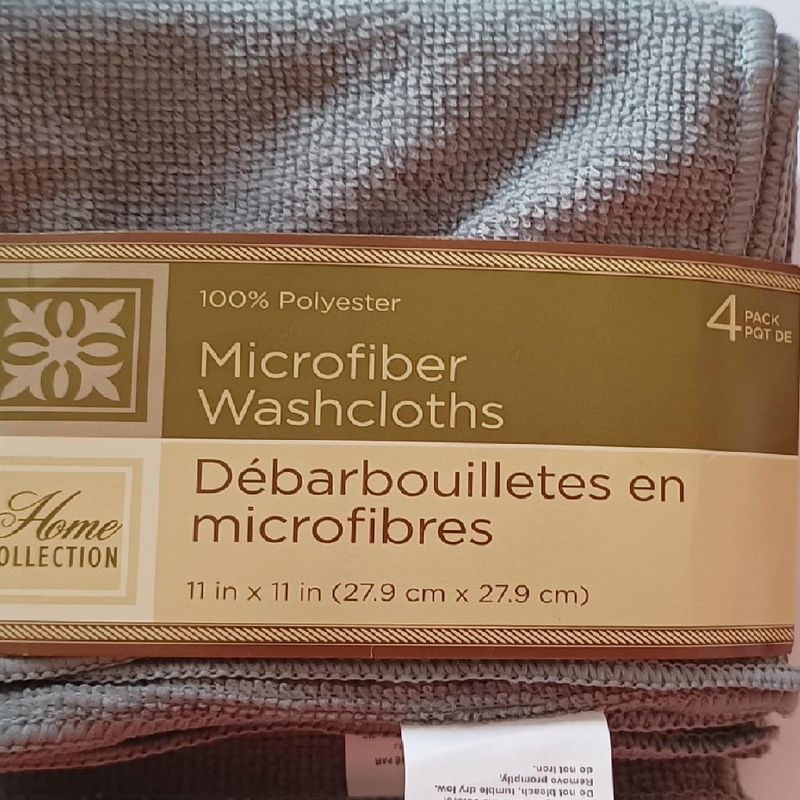 100% Polyester
4 PACK
PQT DE
Microfiber
Washcloths
Débarbouilletes en
microfibres
11 in x 11 in (27.9 cm x 27.9 cm)
Home
OLLECTION
Do not bleach, tumble dry low.
Remove promptly,
do not iron.